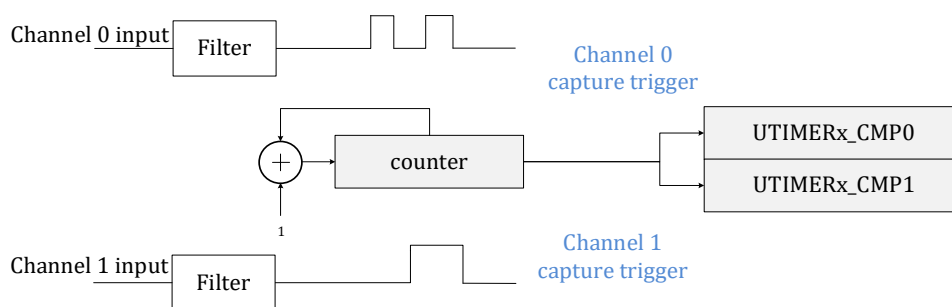 Channel 0 input
Filter
Channel 0
capture trigger
UTIMERx_CMP0
counter
UTIMERx_CMP1
1
Channel 1
capture trigger
Channel 1 input
Filter